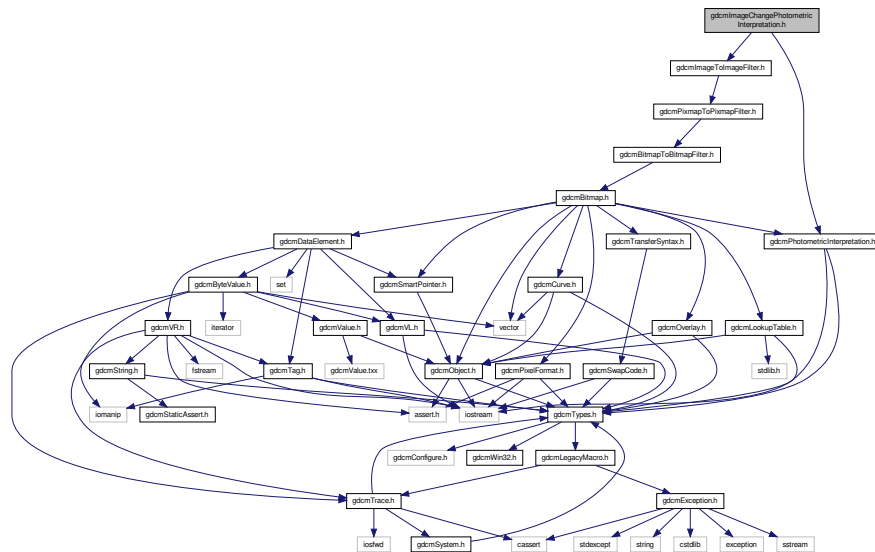 gdcmImageChangePhotometric
Interpretation.h
gdcmImageToImageFilter.h
gdcmPixmapToPixmapFilter.h
gdcmBitmapToBitmapFilter.h
gdcmBitmap.h
gdcmDataElement.h
gdcmTransferSyntax.h
gdcmPhotometricInterpretation.h
gdcmByteValue.h
set
gdcmSmartPointer.h
gdcmCurve.h
gdcmVR.h
iterator
gdcmValue.h
gdcmVL.h
vector
gdcmOverlay.h
gdcmLookupTable.h
gdcmString.h
fstream
gdcmTag.h
gdcmValue.txx
gdcmObject.h
gdcmPixelFormat.h
gdcmSwapCode.h
stdlib.h
iomanip
gdcmStaticAssert.h
assert.h
iostream
gdcmTypes.h
gdcmConfigure.h
gdcmWin32.h
gdcmLegacyMacro.h
gdcmTrace.h
gdcmException.h
iosfwd
gdcmSystem.h
cassert
stdexcept
string
cstdlib
exception
sstream